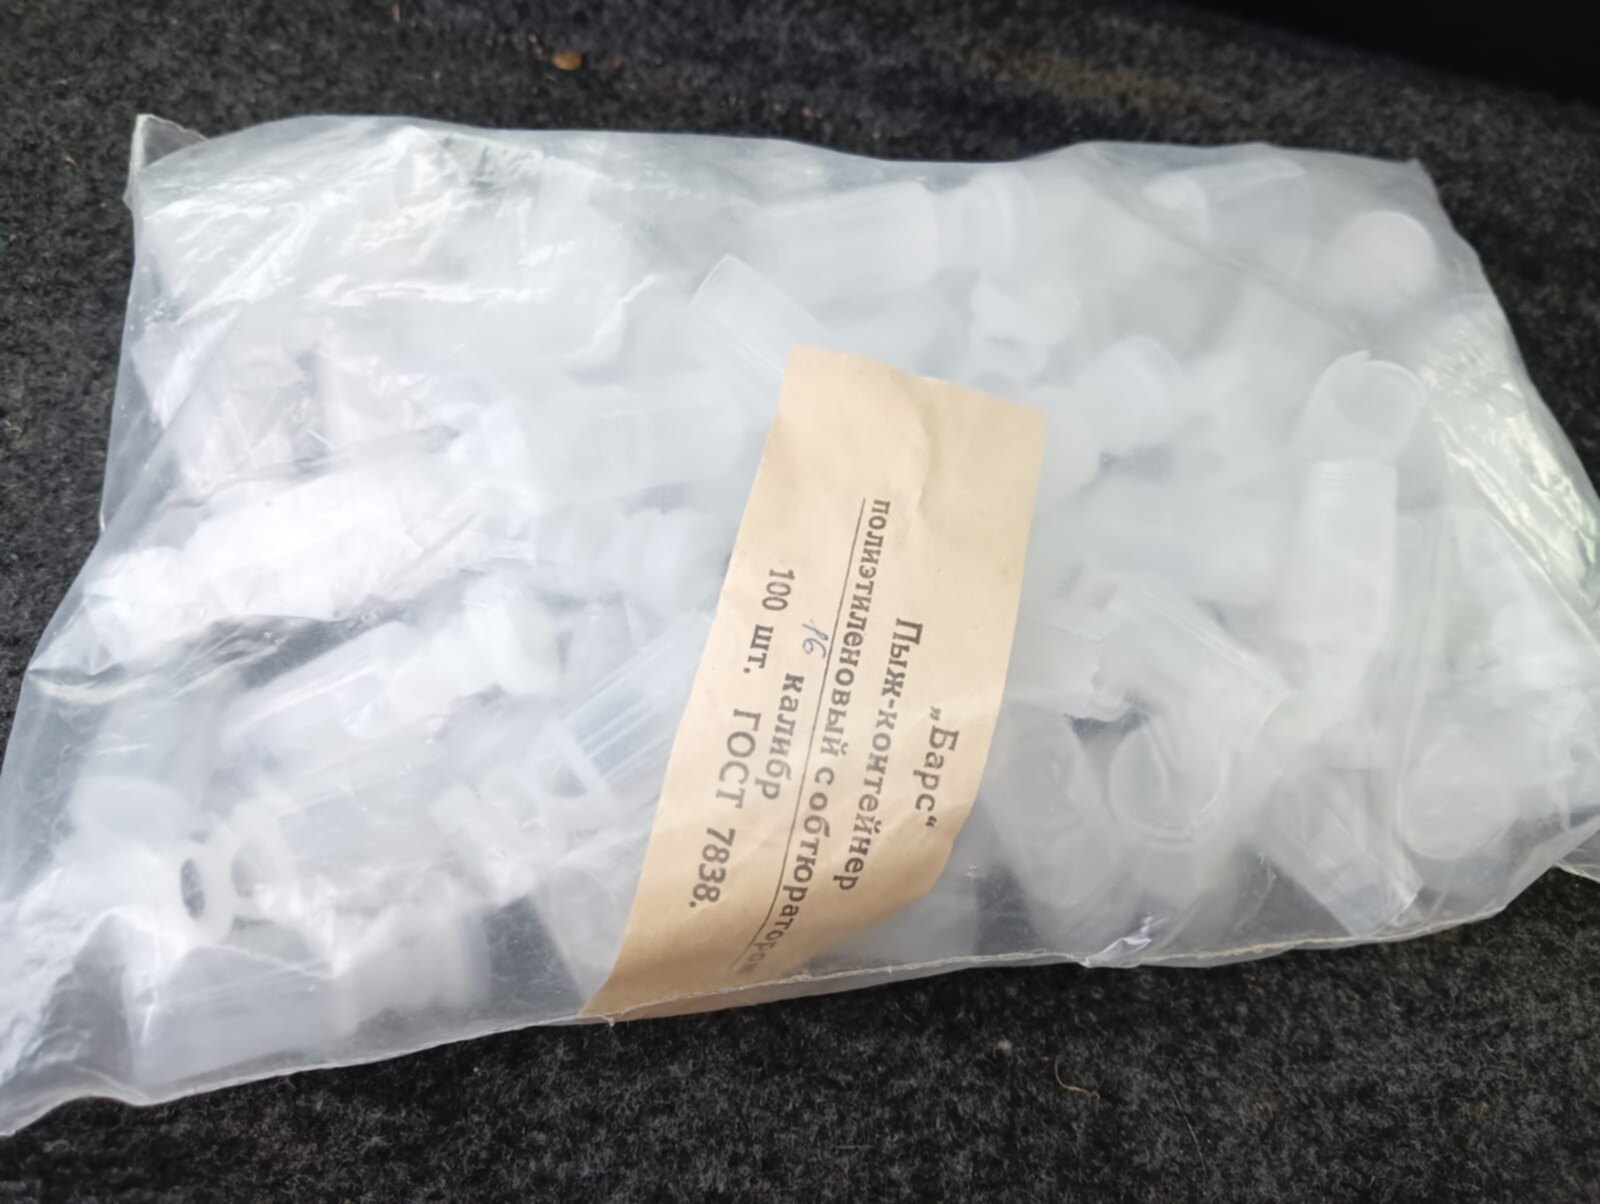 „Барс“
Пыж-контейнер
полиэтиленовый с обтюратором
16 калибр
100 шт. ГОСТ 7838.